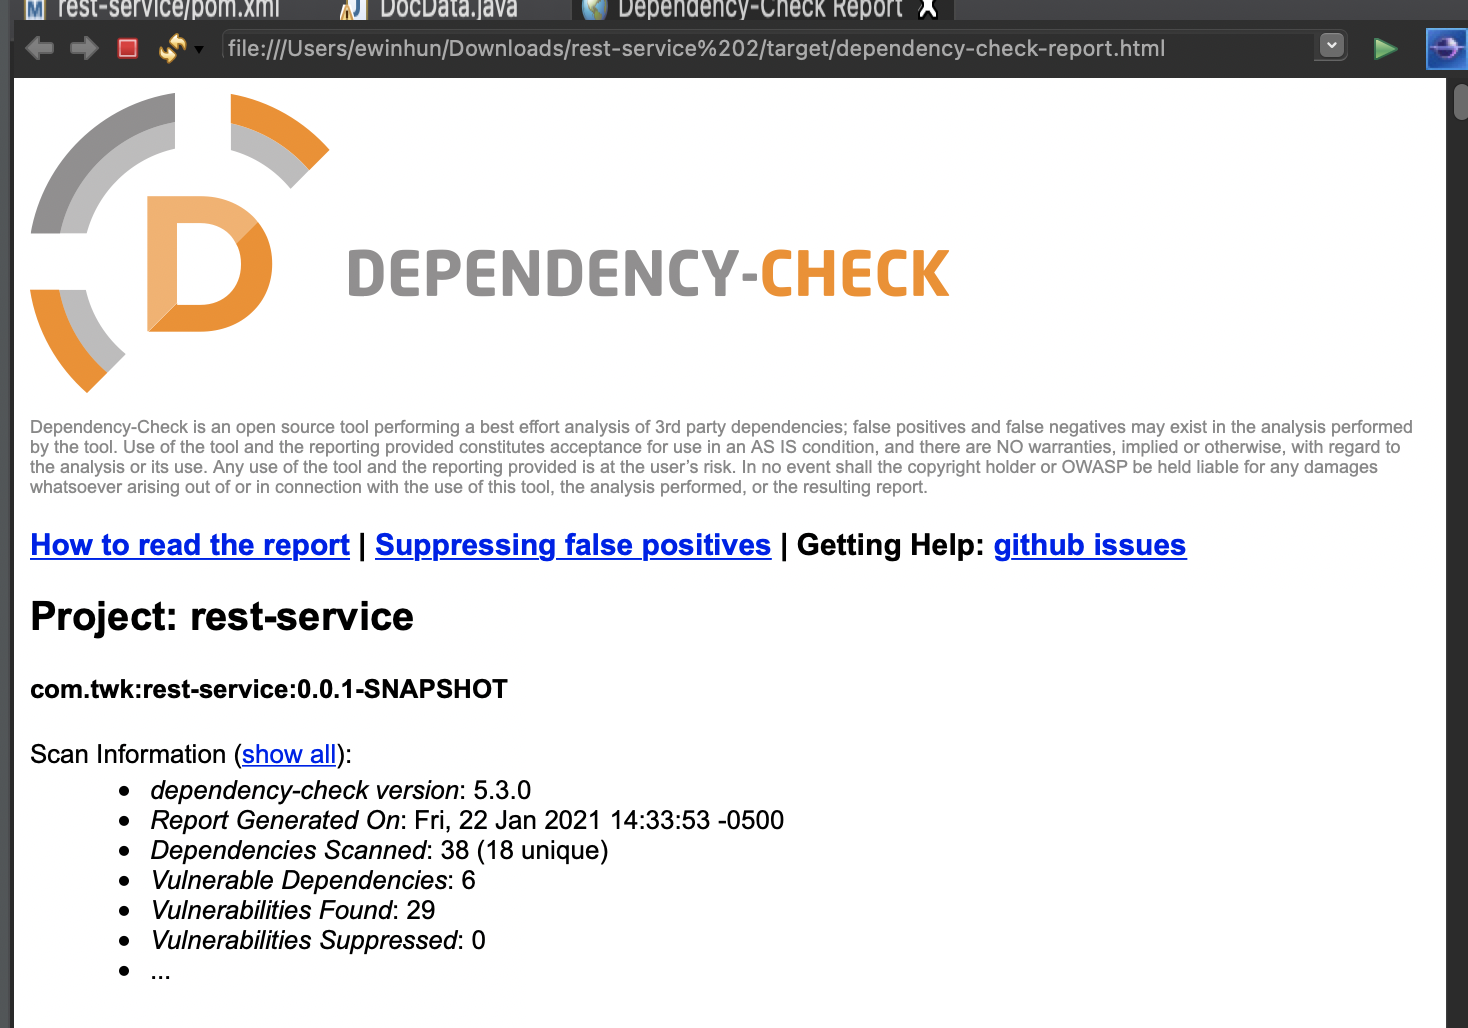 rest-service/pom.xml
DocData.java
Dependency-Check Report
file:///Users/ewinhun/Downloads/rest-service%202/target/dependency-check-report.html
D
DEPENDENCY-CHECK
Dependency-Check is an open source tool performing a best effort analysis of 3rd party dependencies; false positives and false negatives may exist in the analysis performed
by the tool. Use of the tool and the reporting provided constitutes acceptance for use in an AS IS condition, and there are NO warranties, implied or otherwise, with regard to
the analysis or its use. Any use of the tool and the reporting provided is at the user’s risk. In no event shall the copyright holder or OWASP be held liable for any damages
whatsoever arising out of or in connection with the use of this tool, the analysis performed, or the resulting report.
How to read the report | Suppressing false positives | Getting Help: github issues
Project: rest-service
com.twk:rest-service:0.0.1-SNAPSHOT
Scan Information (show all):
• dependency-check version: 5.3.0
• Report Generated On: Fri, 22 Jan 2021 14:33:53 -0500
• Dependencies Scanned: 38 (18 unique)
• Vulnerable Dependencies: 6
• Vulnerabilities Found: 29
• Vulnerabilities Suppressed: 0
• ...